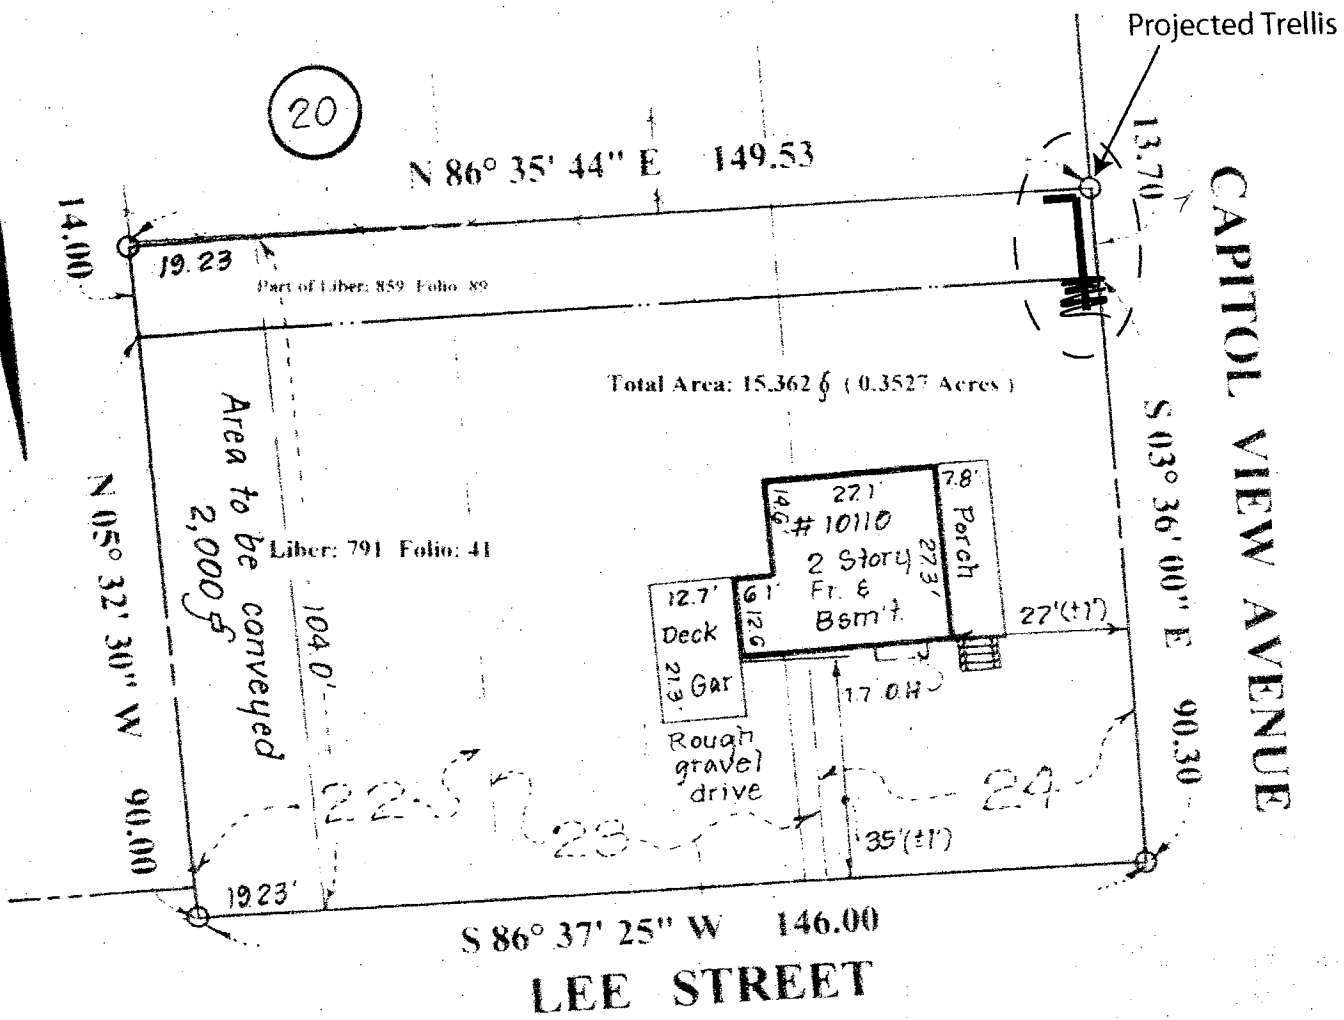 Projected Trellis
20
N 86° 35' 44" E 149.53
13.70
14.00
19.23
Part of Liber: 859 Folio 89
CAPITOL VIEW AVENUE
Total Area: 15.362 ( 0.3527 Acres )
S 03° 36' 00" E 90.30
N 05° 32' 30" W 90.00
Area to be conveyed
2,000
Liber: 791 Folio: 41
104.0'
27.1'
7.8'
14.6'
# 10110
2 Story
Fr. &
Bsm't.
27.3'
Porch
12.7'
6.1'
12.6
Deck
21.3'
Gar
27'(±1')
1.7' O.H
Rough
gravel
drive
22
23
24
35'(±1')
19.23'
S 86° 37' 25" W 146.00
LEE STREET